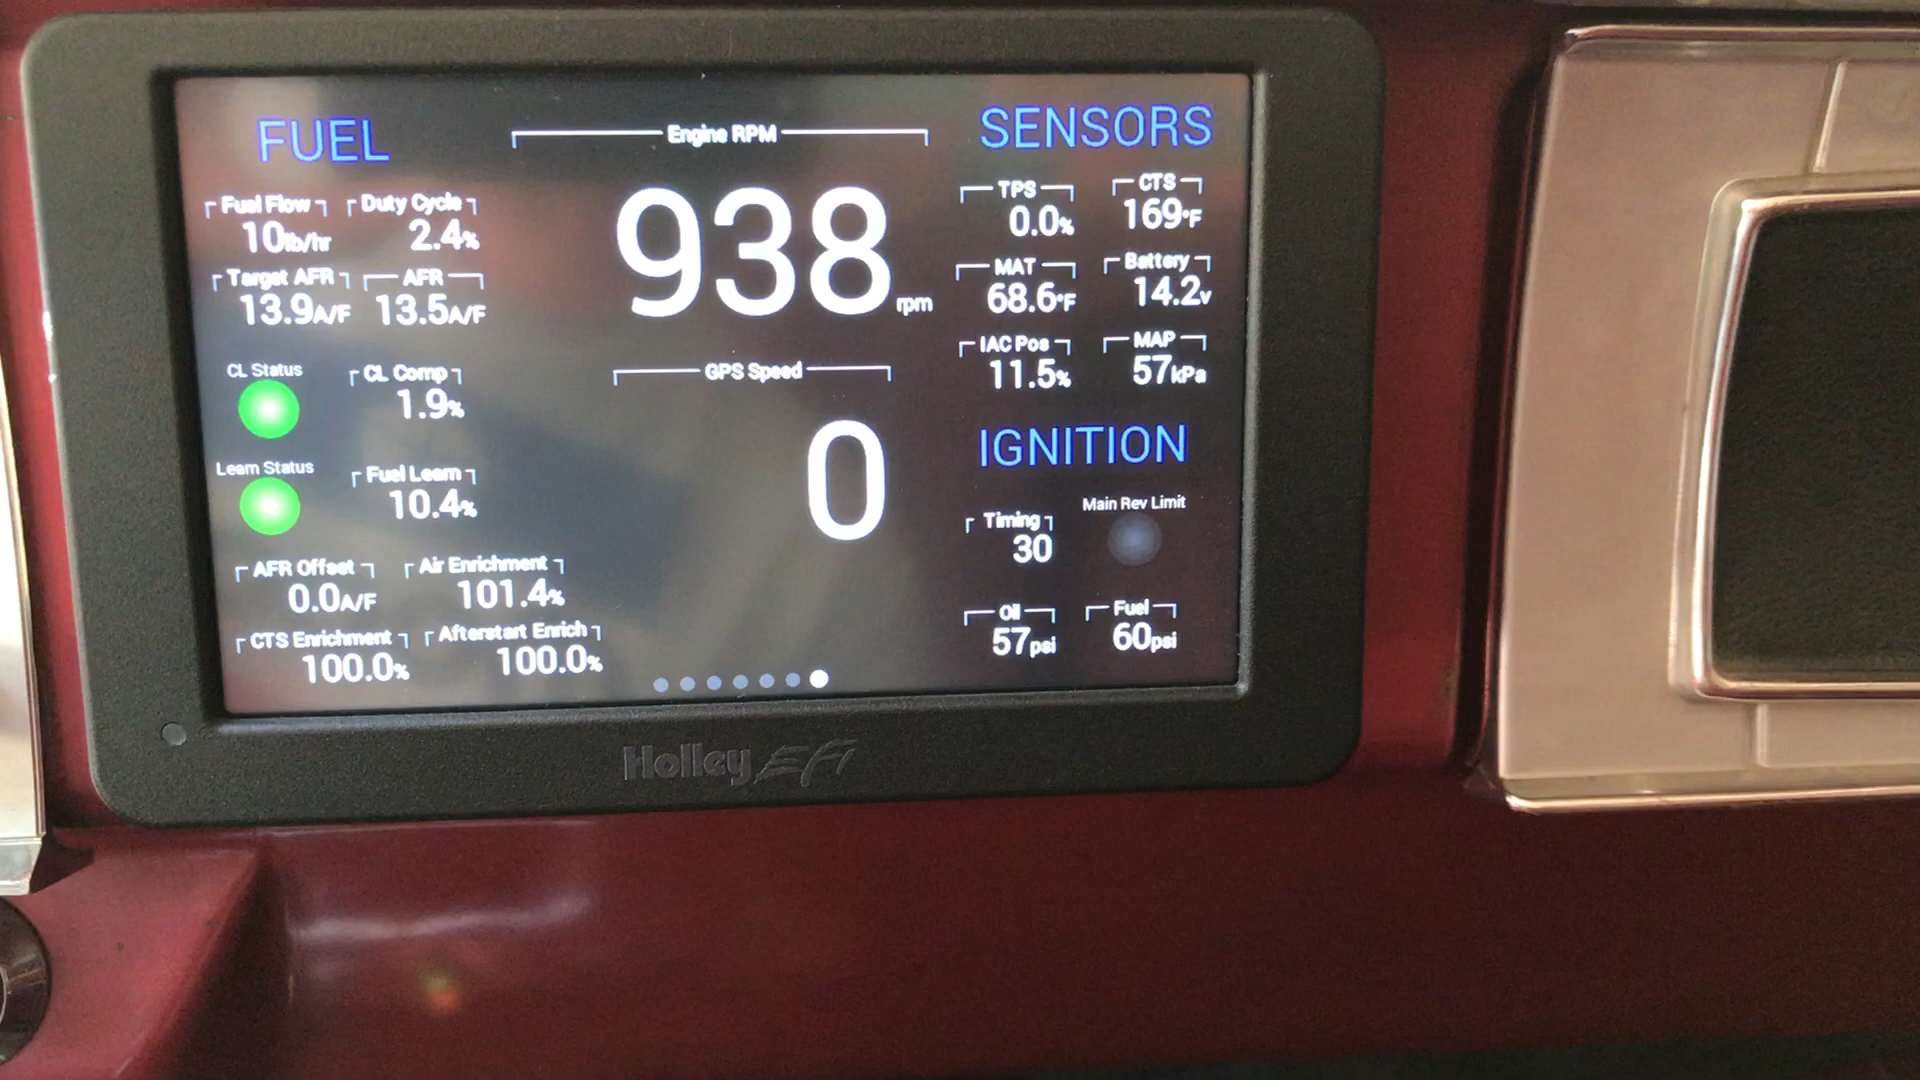 FUEL
Engine RPM
SENSORS
Fuel Flow Duty Cycle
10lb/hr 2.4%
938rpm
TPS CTS
0.0% 169°F
Target AFR AFR
13.9A/F 13.5A/F
MAT Battery
68.6°F 14.2v
IAC Pos MAP
11.5% 57kPa
CL Status CL Comp
1.9%
GPS Speed
0
IGNITION
Learn Status Fuel Learn
10.4%
Timing Main Rev Limit
30
AFR Offset Air Enrichment
0.0A/F 101.4%
Oil Fuel
57psi 60psi
CTS Enrichment Afterstart Enrich
100.0% 100.0%
Holley EFI